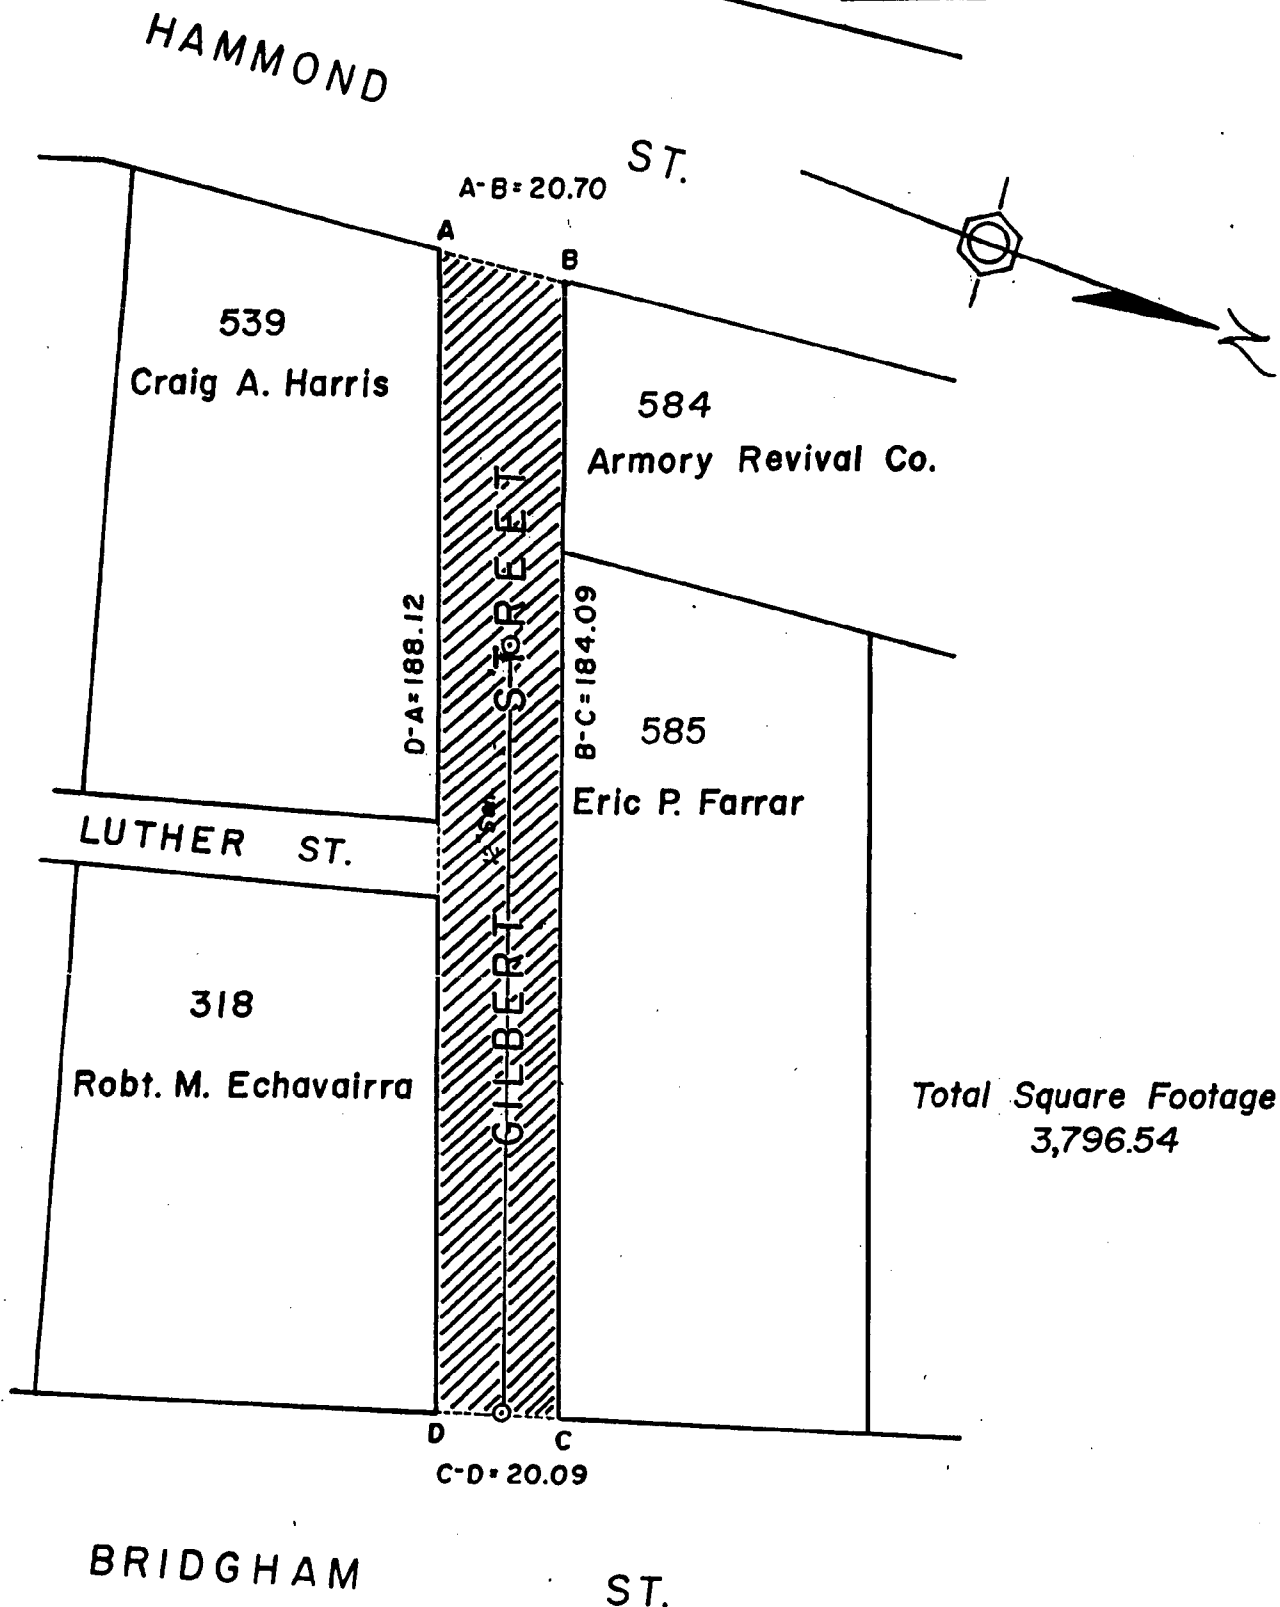 HAMMOND ST.
A-B=20.70
A
B
N
539
Craig A. Harris
584
Armory Revival Co.
GILBERT STREET
D-A=188.12
B-C=184.09
585
Eric P. Farrar
LUTHER ST.
318
Robt. M. Echavairra
Total Square Footage
3,796.54
D
C
C-D=20.09
BRIDGHAM ST.